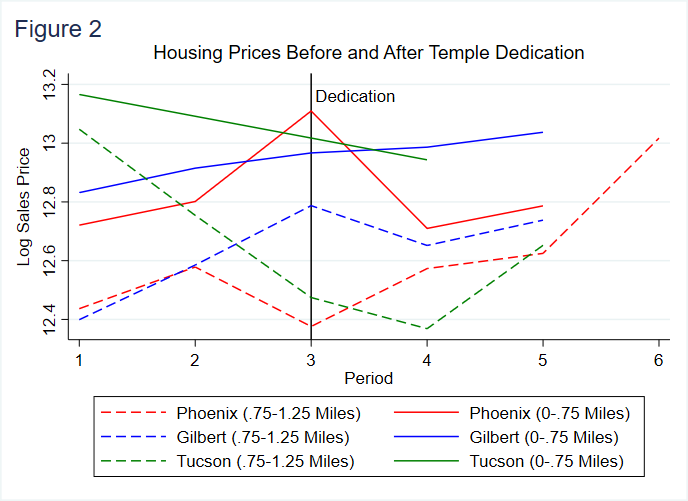 Figure 2
Housing Prices Before and After Temple Dedication
13.2
13
12.8
12.6
12.4
Log Sales Price
Dedication
1 2 3 4 5 6
Period
Phoenix (.75-1.25 Miles) Phoenix (0-.75 Miles)
Gilbert (.75-1.25 Miles) Gilbert (0-.75 Miles)
Tucson (.75-1.25 Miles) Tucson (0-.75 Miles)